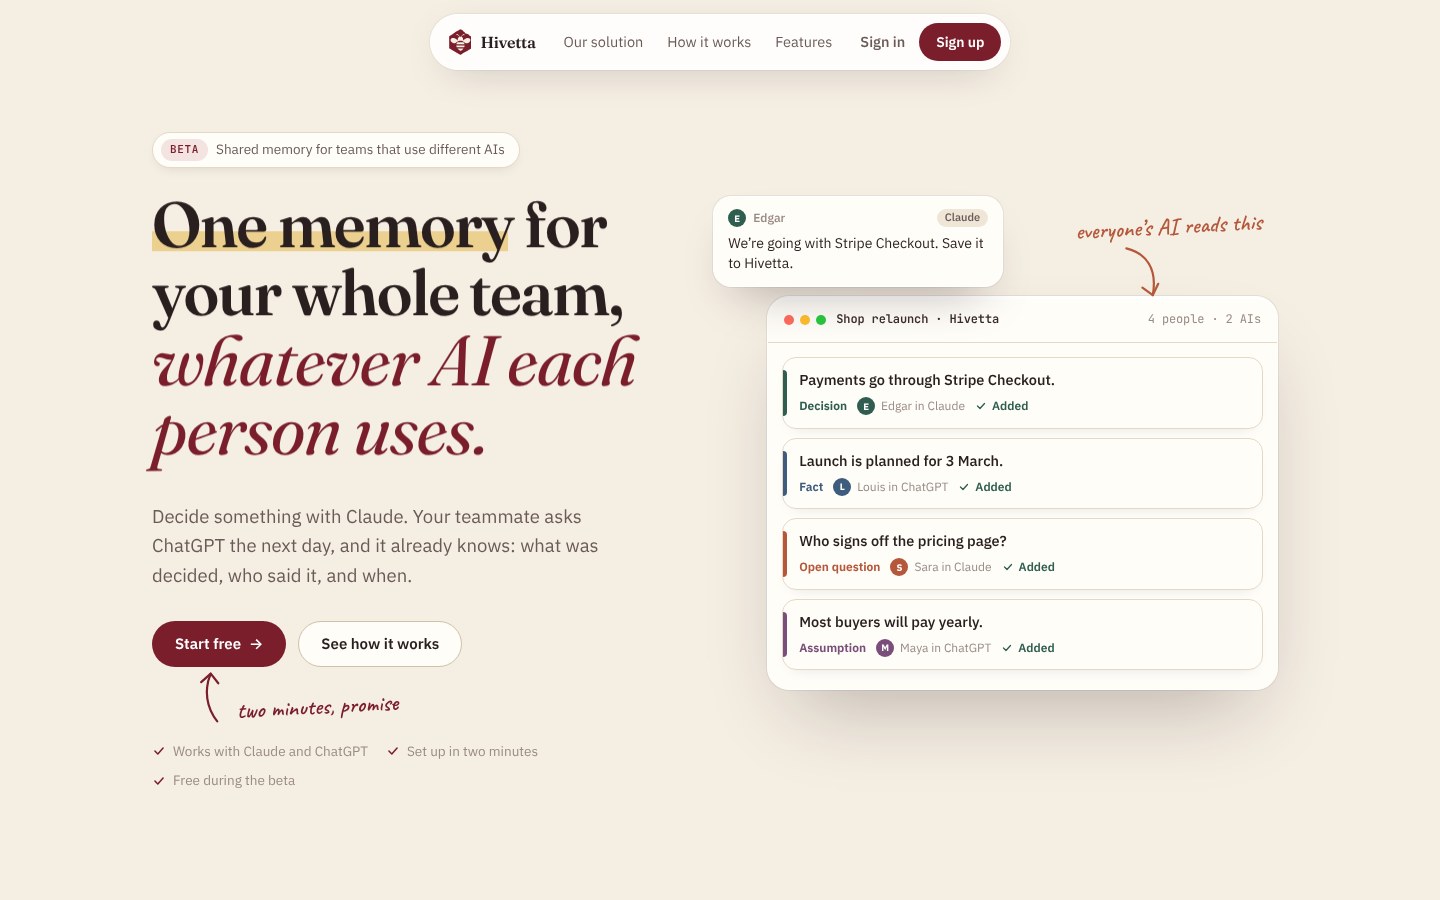 Hivetta
Our solution
How it works
Features
Sign in
Sign up
BETA Shared memory for teams that use different AIs
One memory for
your whole team,
whatever AI each
person uses.
Decide something with Claude. Your teammate asks
ChatGPT the next day, and it already knows: what was
decided, who said it, and when.
Start free →
See how it works
two minutes, promise
✓ Works with Claude and ChatGPT
✓ Set up in two minutes
✓ Free during the beta
E Edgar
Claude
We’re going with Stripe Checkout. Save it
to Hivetta.
everyone’s AI reads this
Shop relaunch · Hivetta
4 people · 2 AIs
Payments go through Stripe Checkout.
Decision E Edgar in Claude ✓ Added
Launch is planned for 3 March.
Fact L Louis in ChatGPT ✓ Added
Who signs off the pricing page?
Open question S Sara in Claude ✓ Added
Most buyers will pay yearly.
Assumption M Maya in ChatGPT ✓ Added